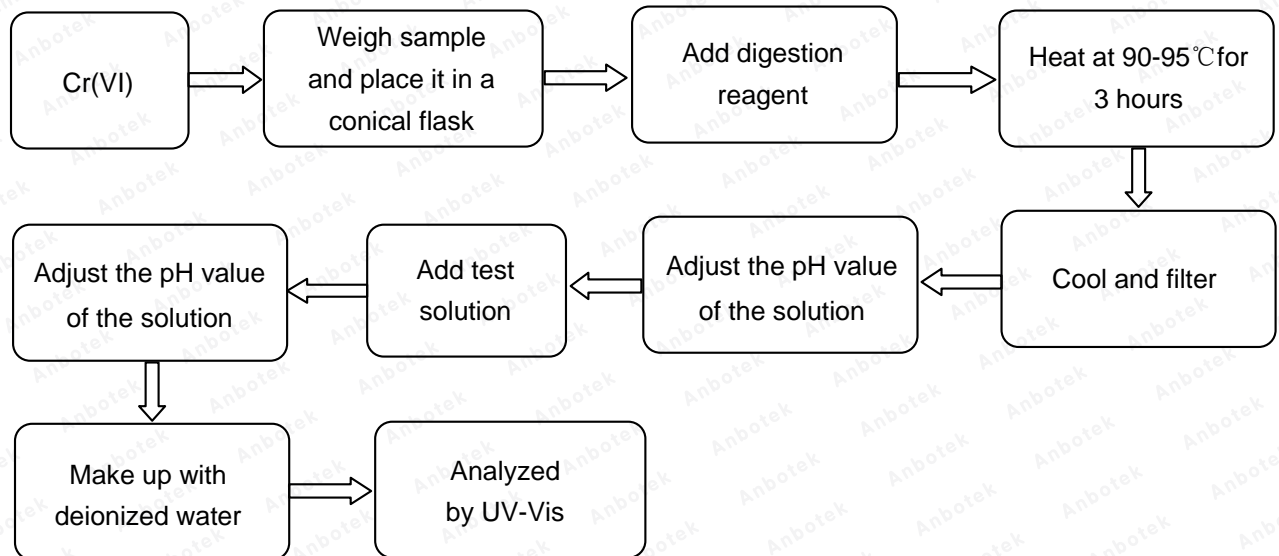 Cr(VI)
Weigh sample
and place it in a
conical flask
Add digestion
reagent
Heat at 90-95℃for
3 hours
Cool and filter
Adjust the pH value
of the solution
Add test
solution
Adjust the pH value
of the solution
Make up with
deionized water
Analyzed
by UV-Vis
Anbotek